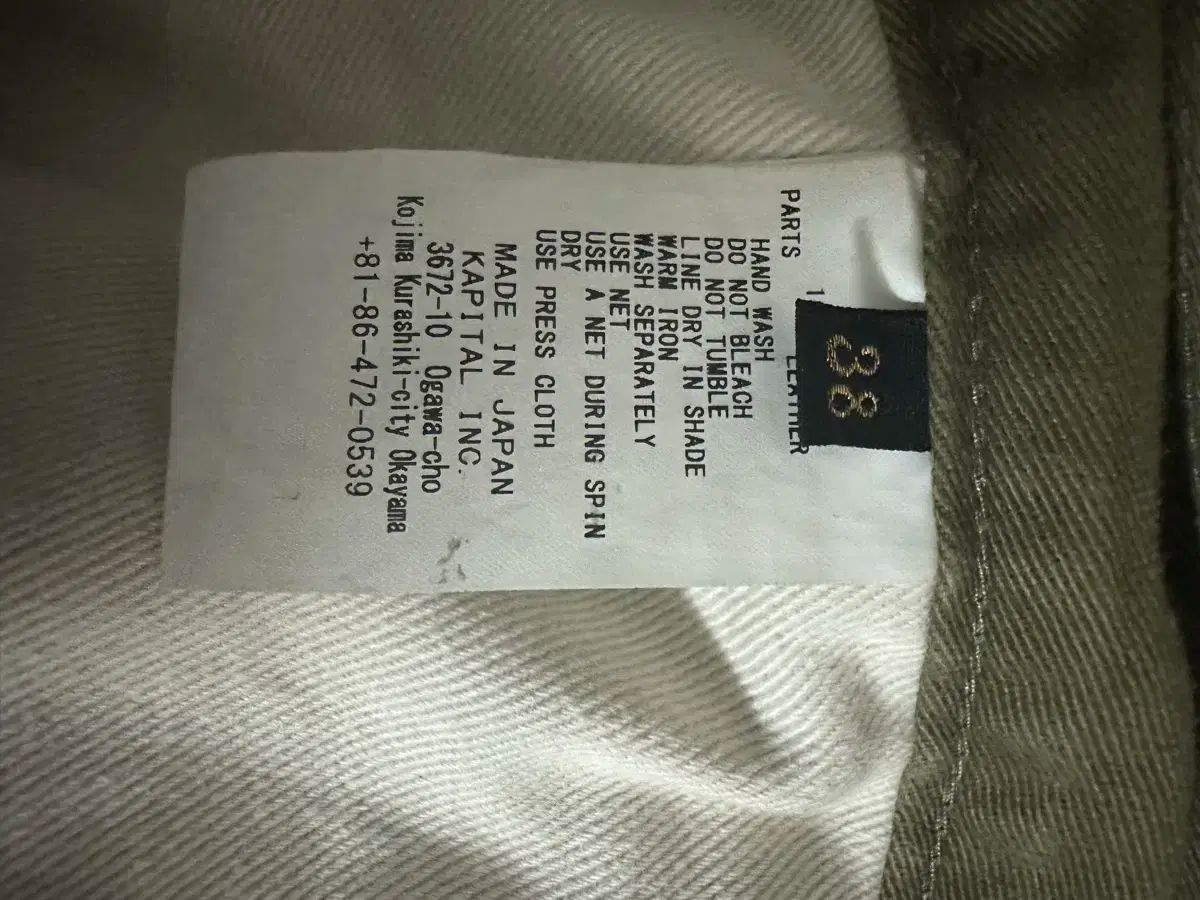 38
PARTS
LEATHER
HAND WASH
DO NOT BLEACH
DO NOT TUMBLE
LINE DRY IN SHADE
WARM IRON
WASH SEPARATELY
USE NET
USE A NET DURING SPIN
DRY
USE PRESS CLOTH
MADE IN JAPAN
KAPITAL INC.
3672-10 Ogawa-cho
Kojima Kurashiki-city Okayama
+81-86-472-0539